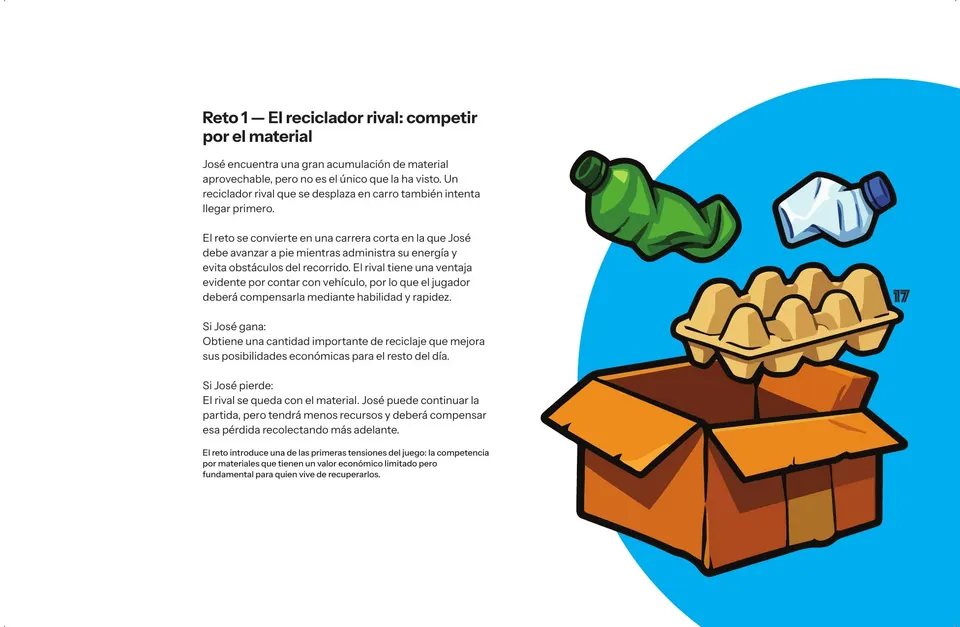 Reto 1 — El reciclador rival: competir
por el material
José encuentra una gran acumulación de material
aprovechable, pero no es el único que la ha visto. Un
reciclador rival que se desplaza en carro también intenta
llegar primero.
El reto se convierte en una carrera corta en la que José
debe avanzar a pie mientras administra su energía y
evita obstáculos del recorrido. El rival tiene una ventaja
evidente por contar con vehículo, por lo que el jugador
deberá compensarla mediante habilidad y rapidez.
Si José gana:
Obtiene una cantidad importante de reciclaje que mejora
sus posibilidades económicas para el resto del día.
Si José pierde:
El rival se queda con el material. José puede continuar la
partida, pero tendrá menos recursos y deberá compensar
esa pérdida recolectando más adelante.
El reto introduce una de las primeras tensiones del juego: la competencia
por materiales que tienen un valor económico limitado pero
fundamental para quien vive de recuperarlos.
17